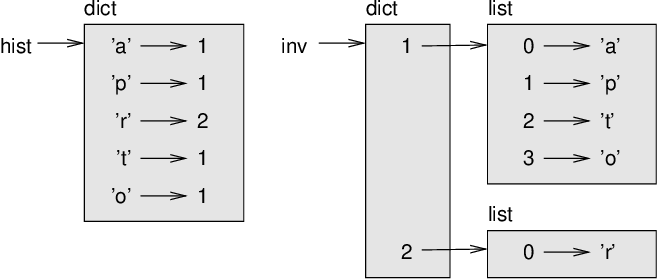 dict
hist
'a' 1
'p' 1
'r' 2
't' 1
'o' 1
dict
inv
1
2
list
0 'a'
1 'p'
2 't'
3 'o'
list
0 'r'